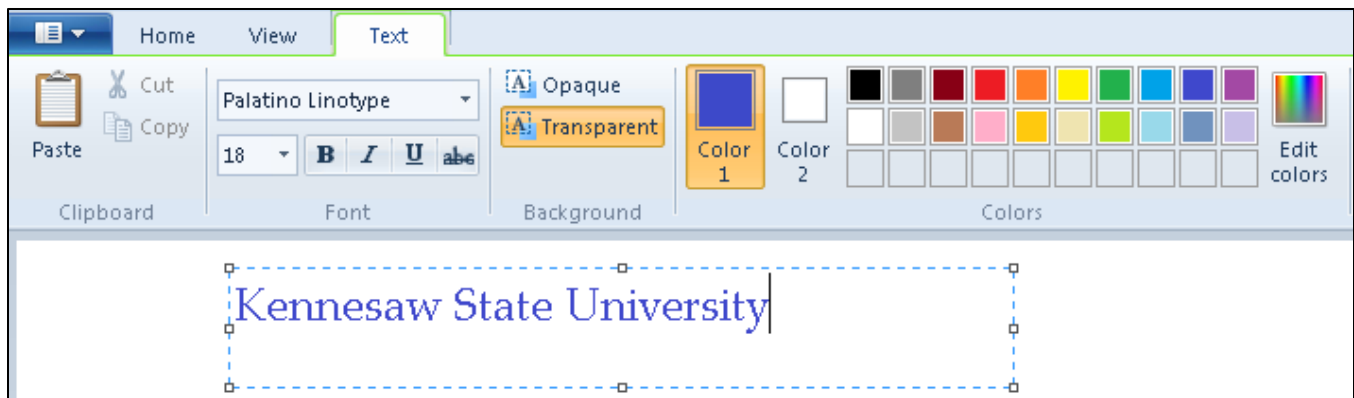 Home View Text
Cut
Copy
Paste
Clipboard
Palatino Linotype
18 B I U abc
Font
Opaque
Transparent
Background
Color 1
Color 2
Edit colors
Colors
Kennesaw State University